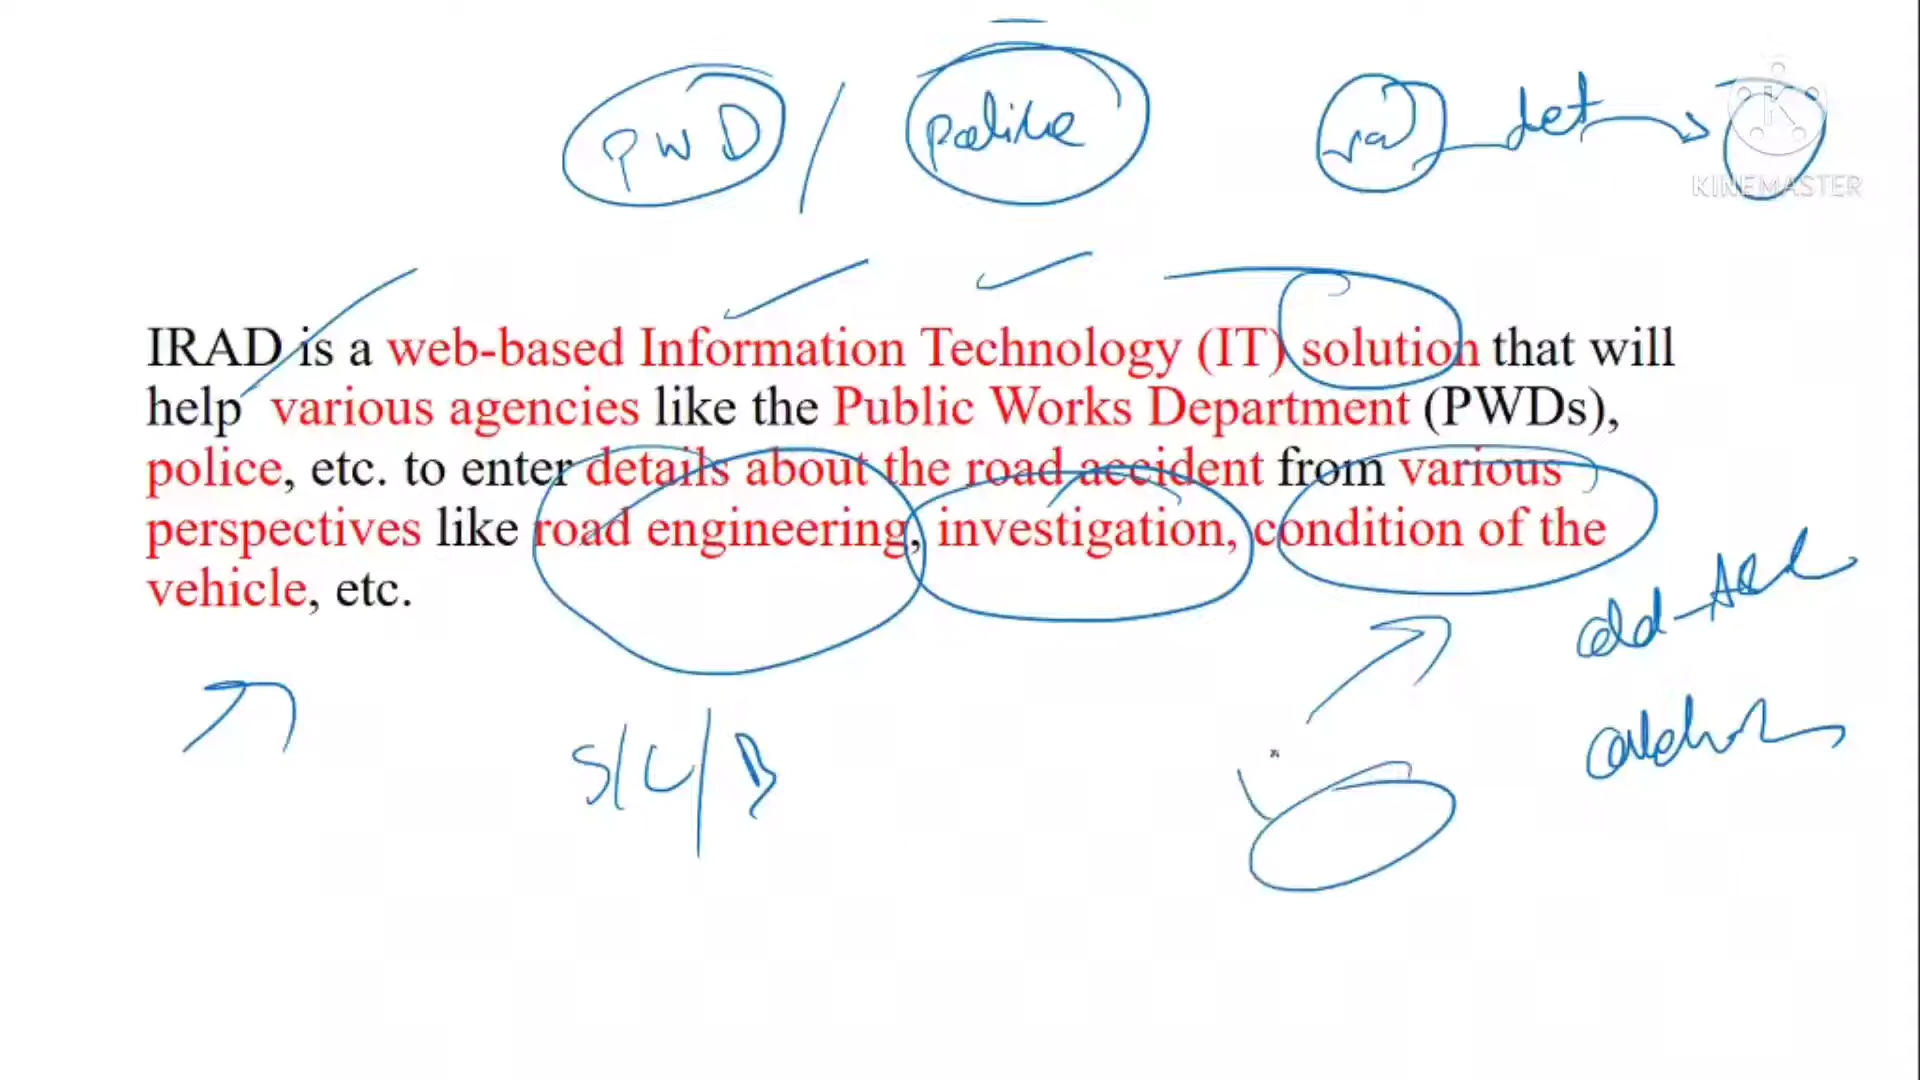 PWD / police
det
KINEMASTER
IRAD is a web-based Information Technology (IT) solution that will
help various agencies like the Public Works Department (PWDs),
police, etc. to enter details about the road accident from various
perspectives like road engineering, investigation, condition of the
vehicle, etc.
S/C/B